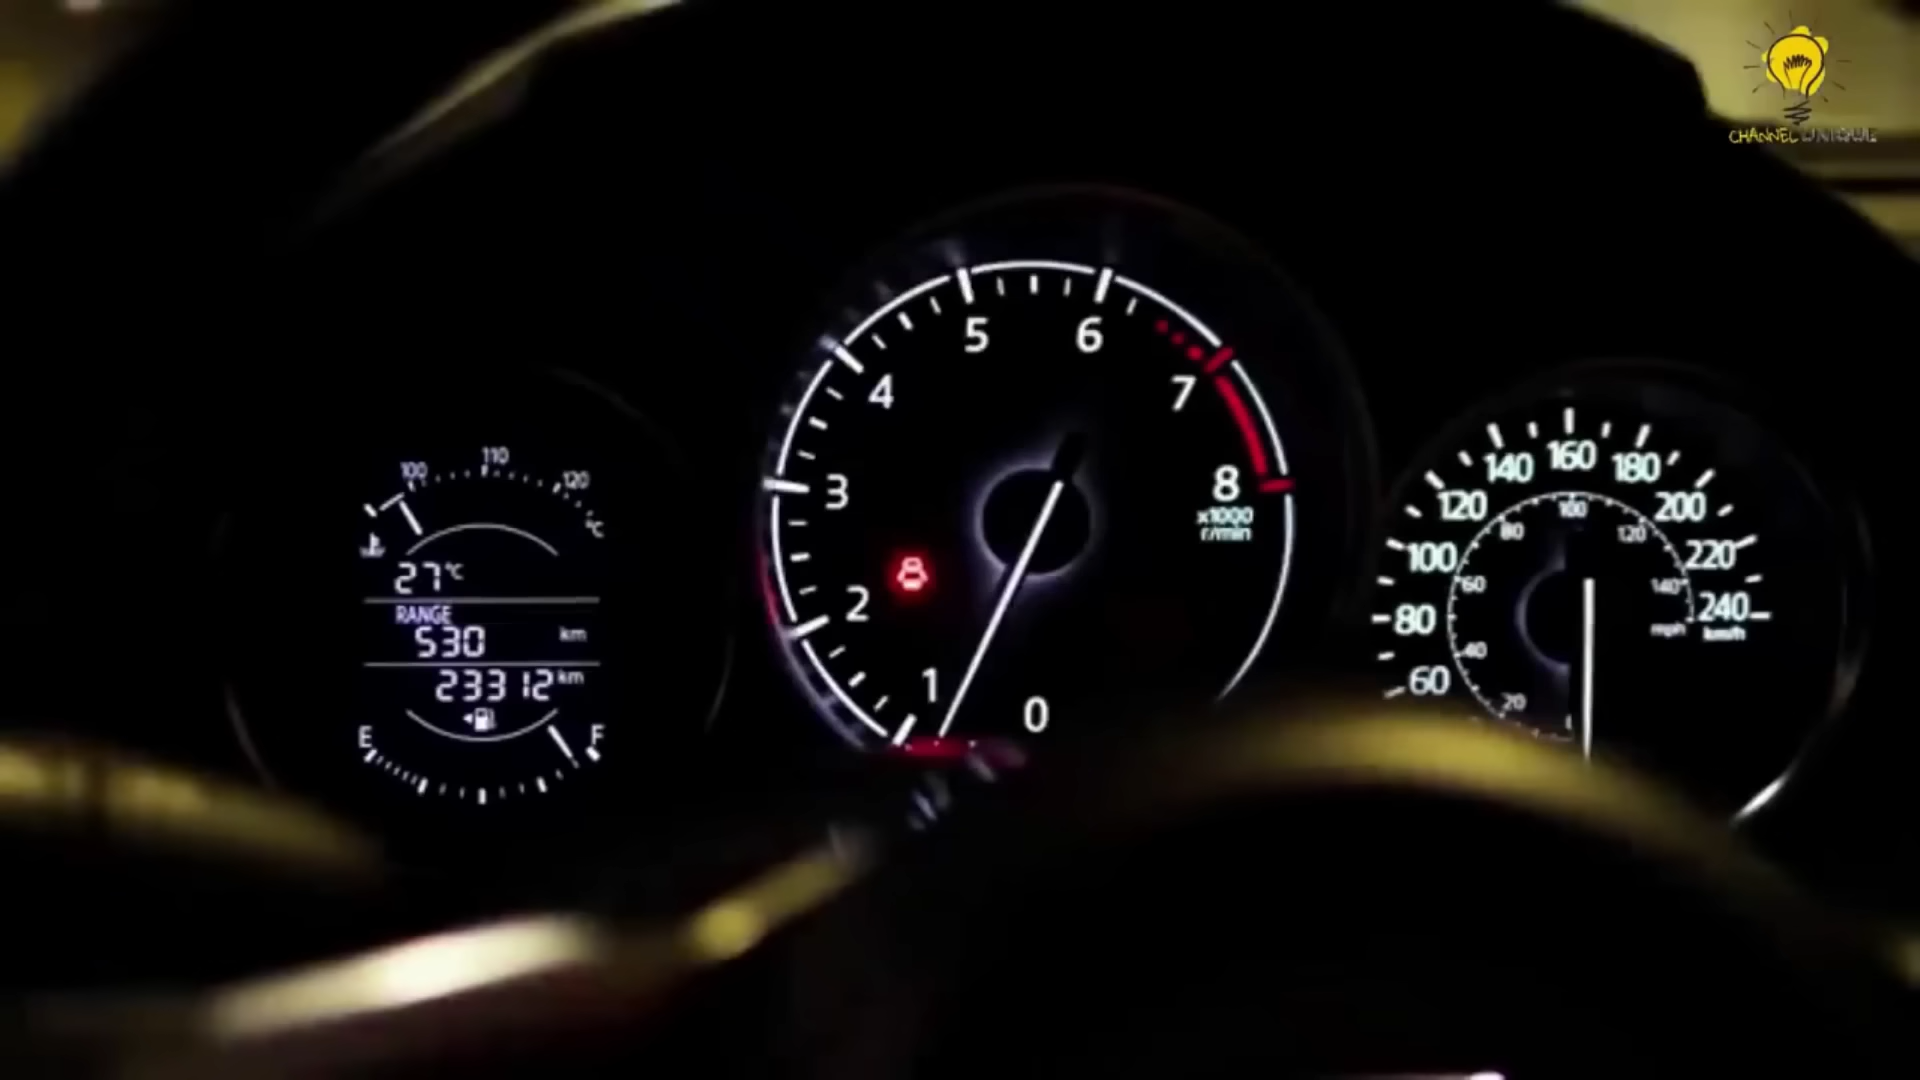 CHANNEL UNIQUE
100 110 120
°C
27°C
RANGE
530 km
23312 km
E F
0 1 2 3 4 5 6 7 8
x1000
r/min
60 80 100 120 140 160 180 200 220 240
km/h
20 40 60 80 100 120 140
mph